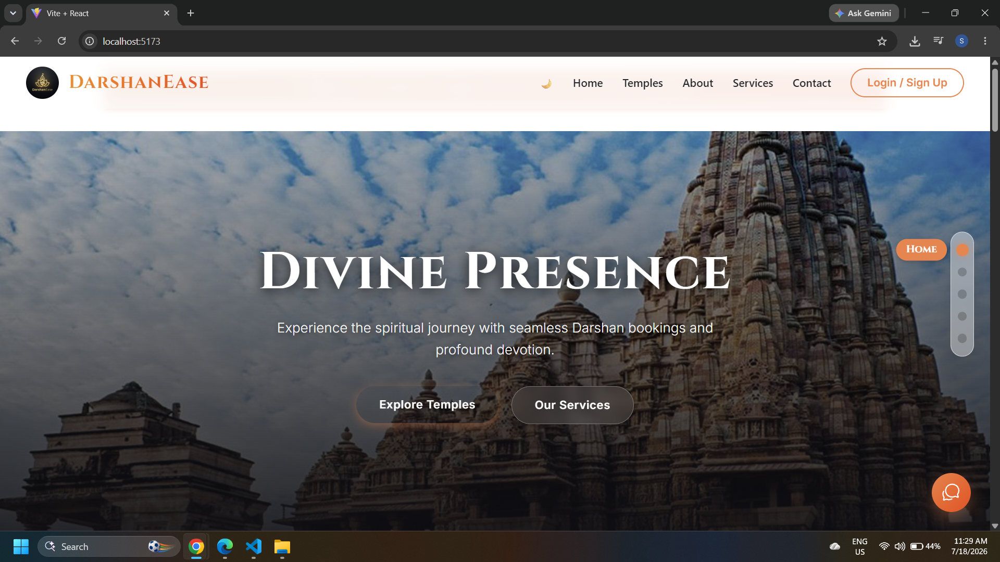 Vite + React
Ask Gemini
localhost:5173
S
DarshanEase
DarshanEase
Home
Temples
About
Services
Contact
Login / Sign Up
Divine Presence
Home
Experience the spiritual journey with seamless Darshan bookings and
profound devotion.
Explore Temples
Our Services
Search
ENG
US
44%
11:29 AM
7/18/2026